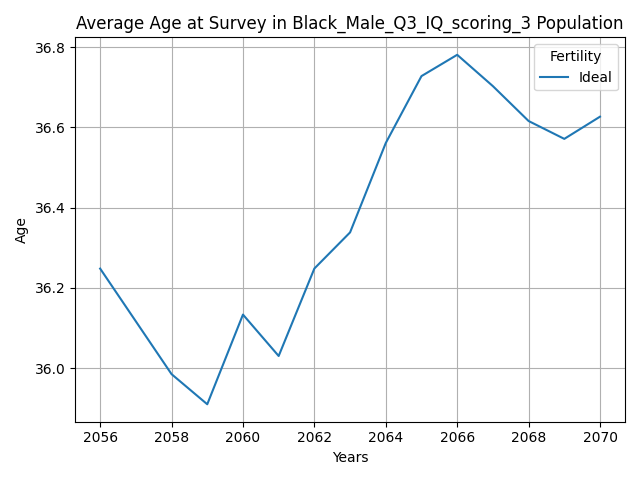 Average Age at Survey in Black_Male_Q3_IQ_scoring_3 Population
Fertility
Ideal
36.8
36.6
36.4
36.2
36.0
Age
2056 2058 2060 2062 2064 2066 2068 2070
Years